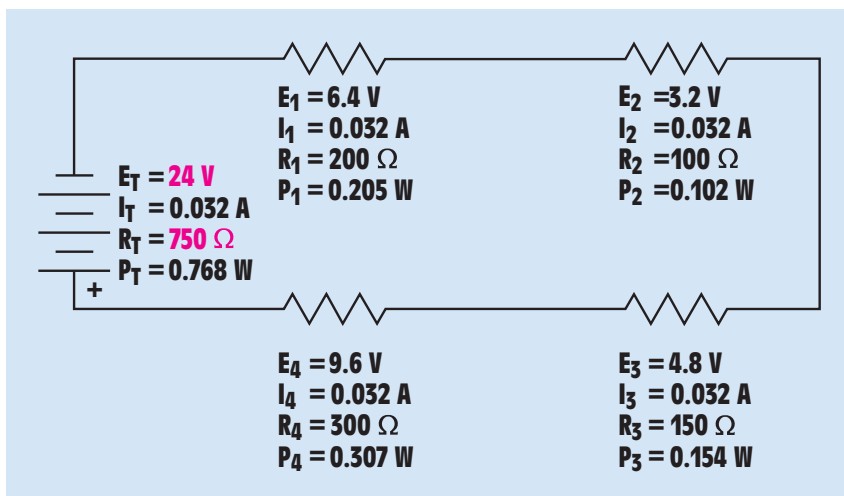 E1 = 6.4 V
I1 = 0.032 A
R1 = 200 Ω
P1 = 0.205 W
E2 =3.2 V
I2 =0.032 A
R2 =100 Ω
P2 =0.102 W
ET = 24 V
IT = 0.032 A
RT = 750 Ω
PT = 0.768 W
+
E4 = 9.6 V
I4 = 0.032 A
R4 = 300 Ω
P4 = 0.307 W
E3 = 4.8 V
I3 = 0.032 A
R3 = 150 Ω
P3 = 0.154 W